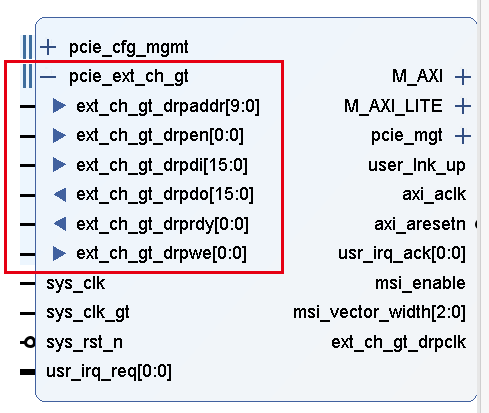 pcie_cfg_mgmt
pcie_ext_ch_gt
M_AXI
ext_ch_gt_drpaddr[9:0]
M_AXI_LITE
ext_ch_gt_drpen[0:0]
pcie_mgt
ext_ch_gt_drpdi[15:0]
user_lnk_up
ext_ch_gt_drpdo[15:0]
axi_aclk
ext_ch_gt_drprdy[0:0]
axi_aresetn
ext_ch_gt_drpwe[0:0]
usr_irq_ack[0:0]
sys_clk
msi_enable
sys_clk_gt
msi_vector_width[2:0]
sys_rst_n
ext_ch_gt_drpclk
usr_irq_req[0:0]